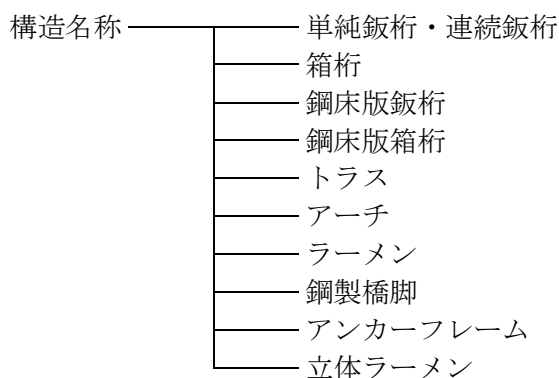 構造名称 単純鈑桁・連続鈑桁
箱桁
鋼床版鈑桁
鋼床版箱桁
トラス
アーチ
ラーメン
鋼製橋脚
アンカーフレーム
立体ラーメン